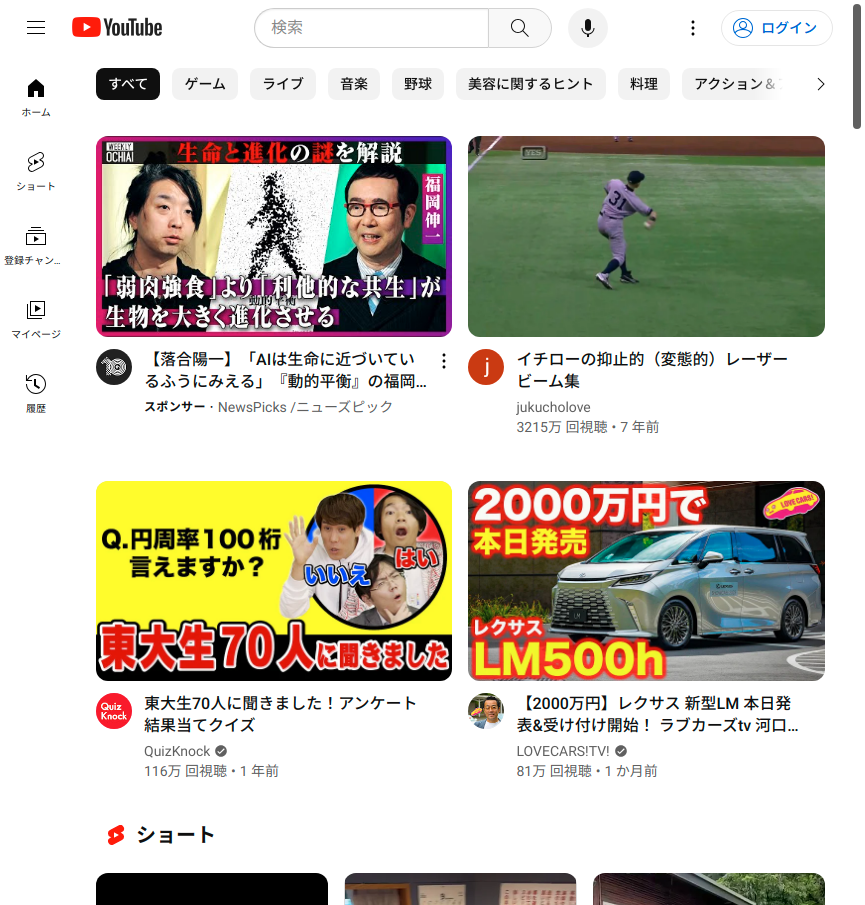 YouTube
検索
ログイン
すべて
ゲーム
ライブ
音楽
野球
美容に関するヒント
料理
アクション＆
ホーム
ショート
登録チャン...
マイページ
履歴
WEEKLY OCHIAI
生命と進化の謎を解説
福岡伸一
動的平衡
「弱肉強食」より「利他的な共生」が
生物を大きく進化させる
【落合陽一】「AIは生命に近づいてい
るふうにみえる」『動的平衡』の福岡...
スポンサー・NewsPicks /ニューズピック
YES
31
j
イチローの抑止的（変態的）レーザー
ビーム集
jukucholove
3215万 回視聴・7 年前
Q.円周率100桁
言えますか？
いいえ
はい
東大生70人に聞きました
Quiz
Knock
東大生70人に聞きました！アンケート
結果当てクイズ
QuizKnock
116万 回視聴・1 年前
2000万円で
本日発売
LOVECARS!
レクサス
LM500h
【2000万円】レクサス 新型LM 本日発
表&受け付け開始！ ラブカーズtv 河口...
LOVECARS!TV!
81万 回視聴・1 か月前
ショート